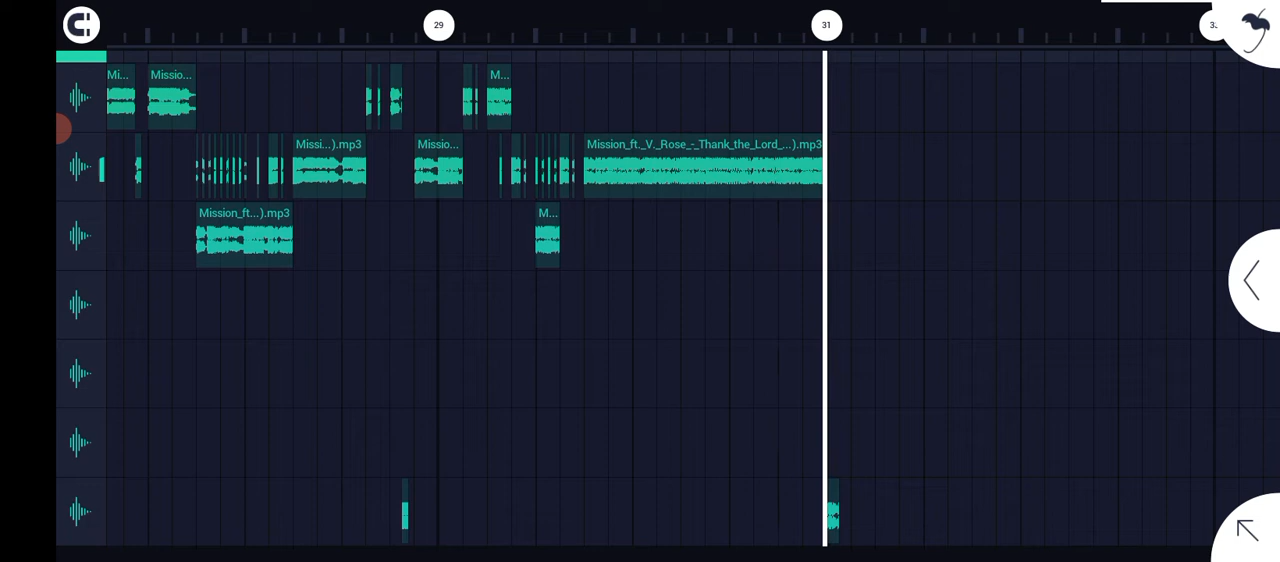 29
31
Mi...
Missio...
M...
Missi...).mp3
Missio...
Mission_ft._V._Rose_-_Thank_the_Lord_...).mp3
Mission_ft...).mp3
M...